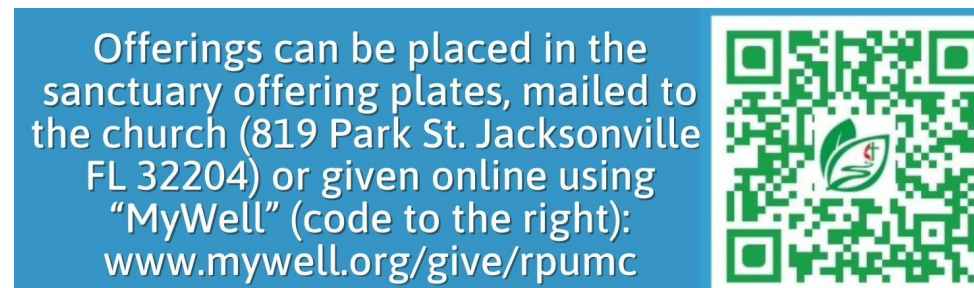 Offerings can be placed in the
sanctuary offering plates, mailed to
the church (819 Park St. Jacksonville
FL 32204) or given online using
“MyWell” (code to the right):
www.mywell.org/give/rpumc